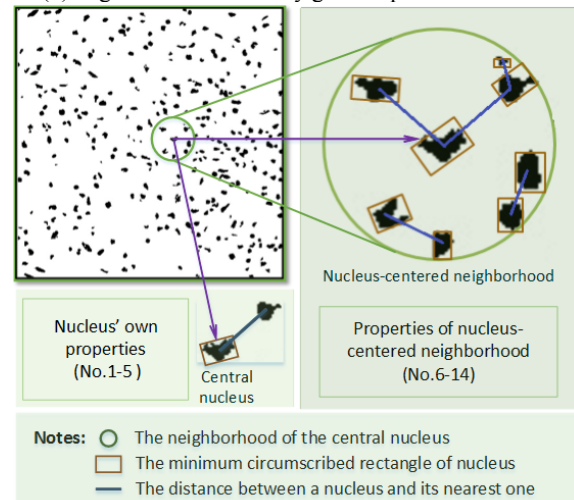 Nucleus-centered neighborhood
Nucleus' own
properties
(No.1-5 )
Central
nucleus
Properties of nucleus-
centered neighborhood
(No.6-14)
Notes:
The neighborhood of the central nucleus
The minimum circumscribed rectangle of nucleus
The distance between a nucleus and its nearest one